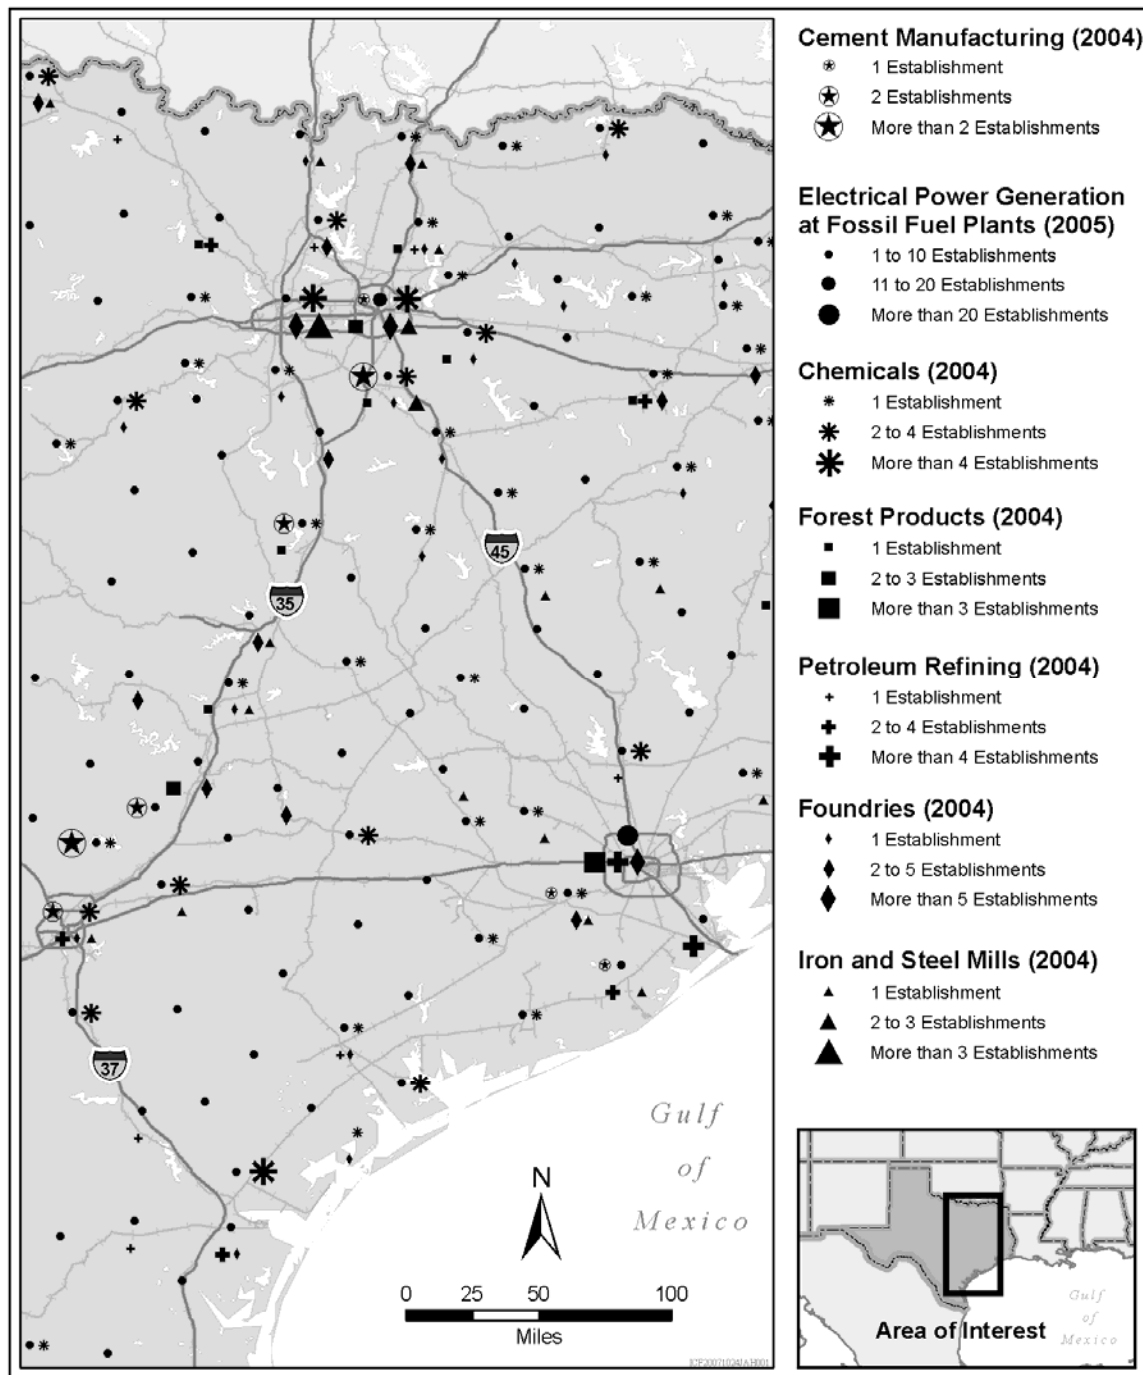 Cement Manufacturing (2004)
1 Establishment
2 Establishments
More than 2 Establishments
Electrical Power Generation
at Fossil Fuel Plants (2005)
1 to 10 Establishments
11 to 20 Establishments
More than 20 Establishments
Chemicals (2004)
1 Establishment
2 to 4 Establishments
More than 4 Establishments
Forest Products (2004)
1 Establishment
2 to 3 Establishments
More than 3 Establishments
Petroleum Refining (2004)
1 Establishment
2 to 4 Establishments
More than 4 Establishments
Foundries (2004)
1 Establishment
2 to 5 Establishments
More than 5 Establishments
Iron and Steel Mills (2004)
1 Establishment
2 to 3 Establishments
More than 3 Establishments
45
35
37
Gulf
of
Mexico
N
0 25 50 100
Miles
ICF20071024JAH001
Gulf
of
Mexico
Area of Interest